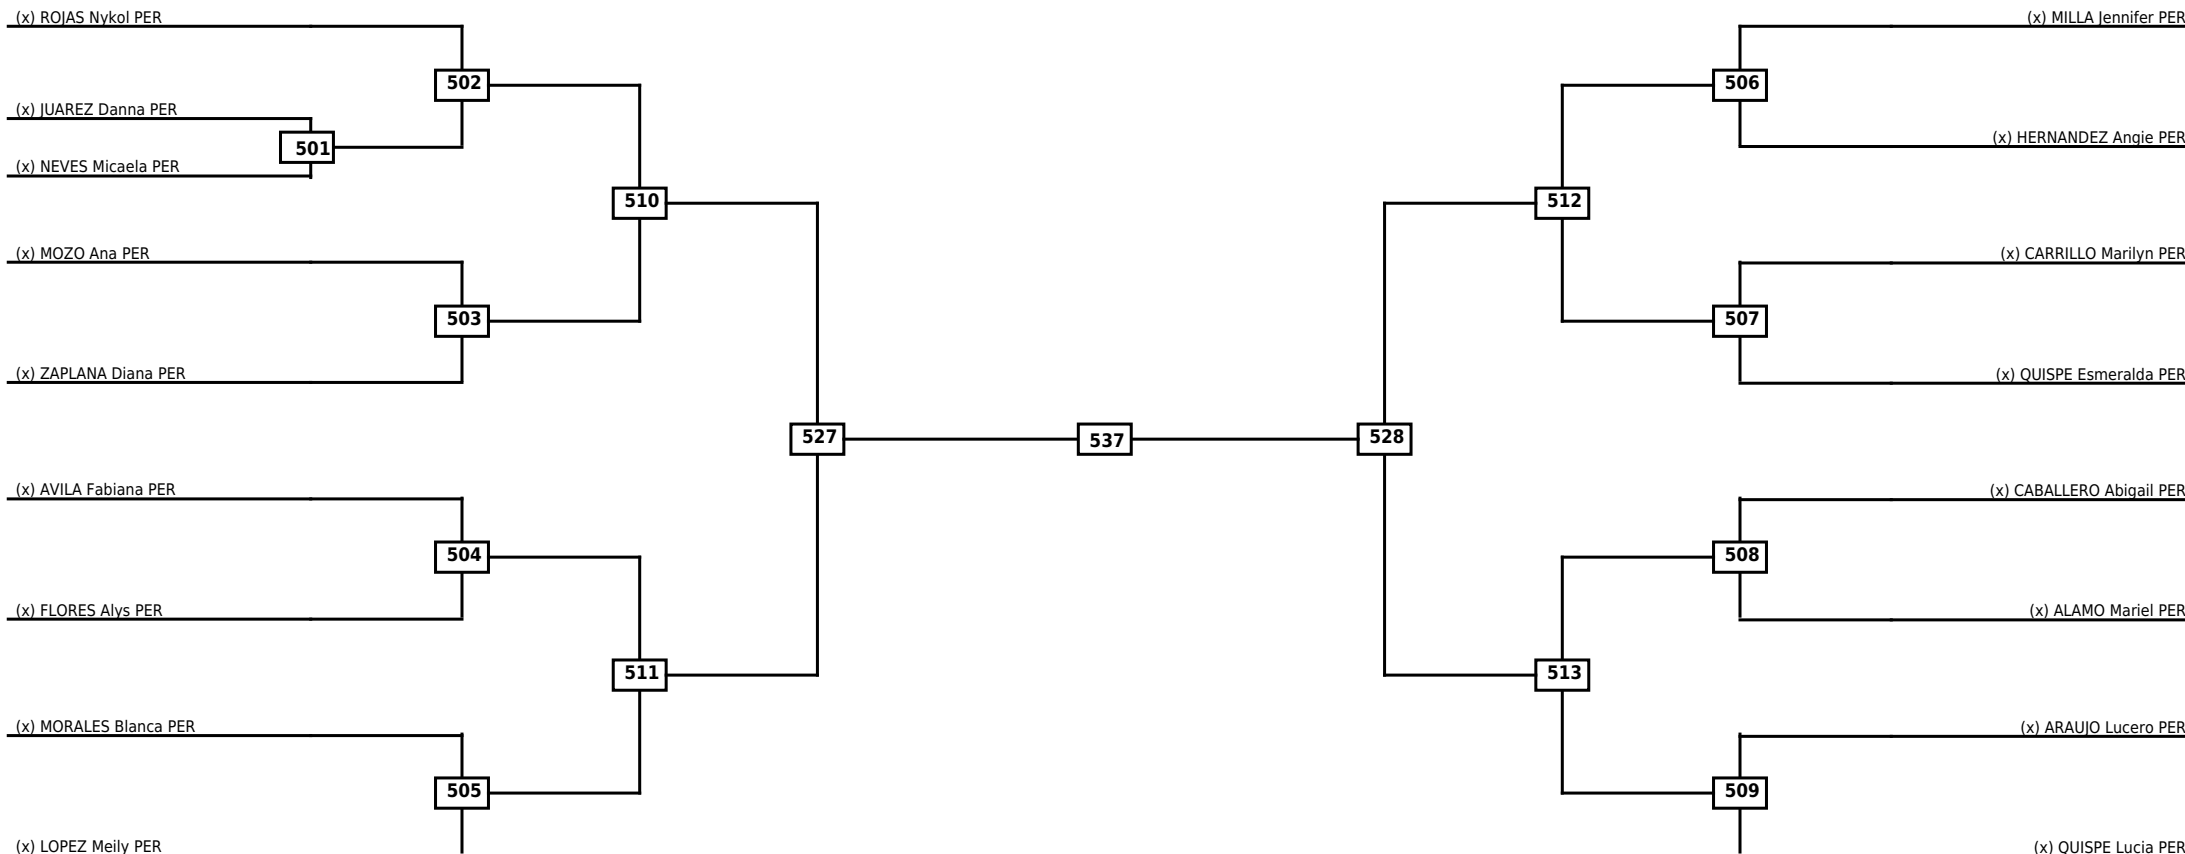 (x) ROJAS Nykol PER
(x) MILLA Jennifer PER
502
506
(x) JUAREZ Danna PER
(x) HERNANDEZ Angie PER
501
(x) NEVES Micaela PER
510
512
(x) MOZO Ana PER
(x) CARRILLO Marilyn PER
503
507
(x) ZAPLANA Diana PER
(x) QUISPE Esmeralda PER
527
537
528
(x) AVILA Fabiana PER
(x) CABALLERO Abigail PER
504
508
(x) FLORES Alys PER
(x) ALAMO Mariel PER
511
513
(x) MORALES Blanca PER
(x) ARAUJO Lucero PER
505
509
(x) LOPEZ Meily PER
(x) QUISPE Lucia PER